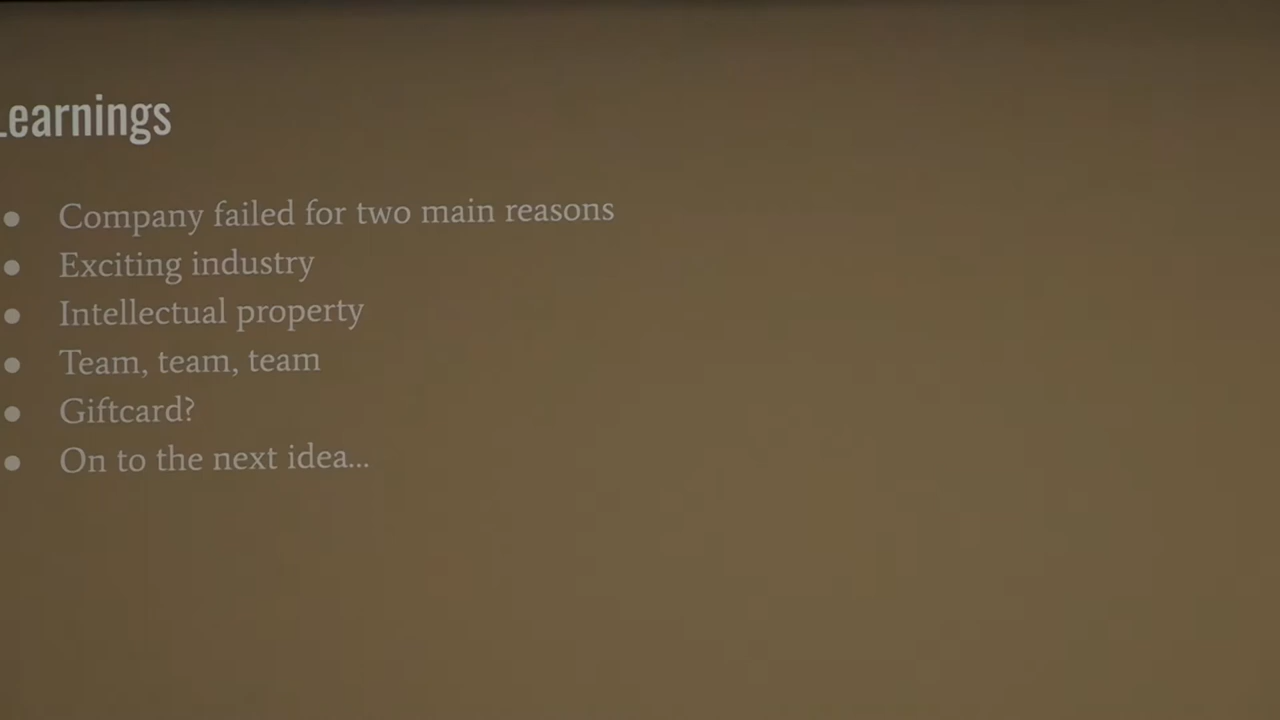 Learnings
● Company failed for two main reasons
● Exciting industry
● Intellectual property
● Team, team, team
● Giftcard?
● On to the next idea...